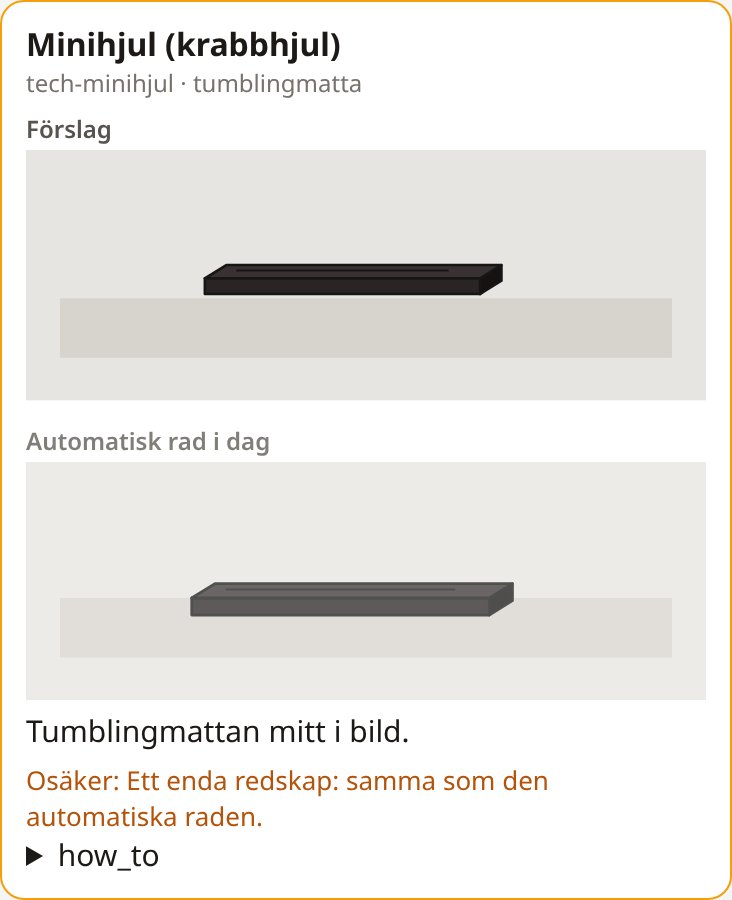 Minihjul (krabbhjul)
tech-minihjul · tumblingmatta
Förslag
Automatisk rad i dag
Tumblingmattan mitt i bild.
Osäker: Ett enda redskap: samma som den
automatiska raden.
▶ how_to